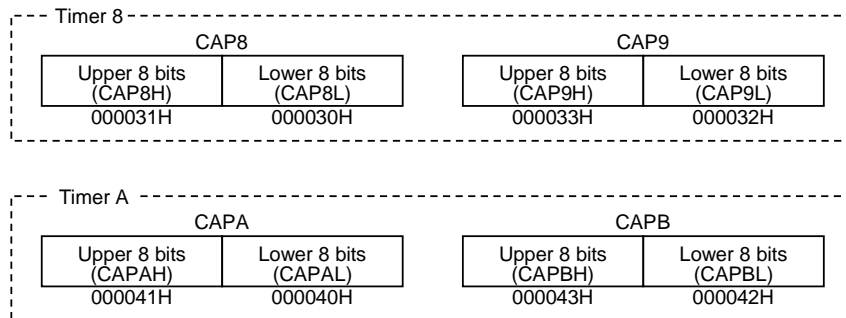 Timer 8
CAP8 CAP9
Upper 8 bits Lower 8 bits Upper 8 bits Lower 8 bits
(CAP8H) (CAP8L) (CAP9H) (CAP9L)
000031H 000030H 000033H 000032H
Timer A
CAPA CAPB
Upper 8 bits Lower 8 bits Upper 8 bits Lower 8 bits
(CAPAH) (CAPAL) (CAPBH) (CAPBL)
000041H 000040H 000043H 000042H